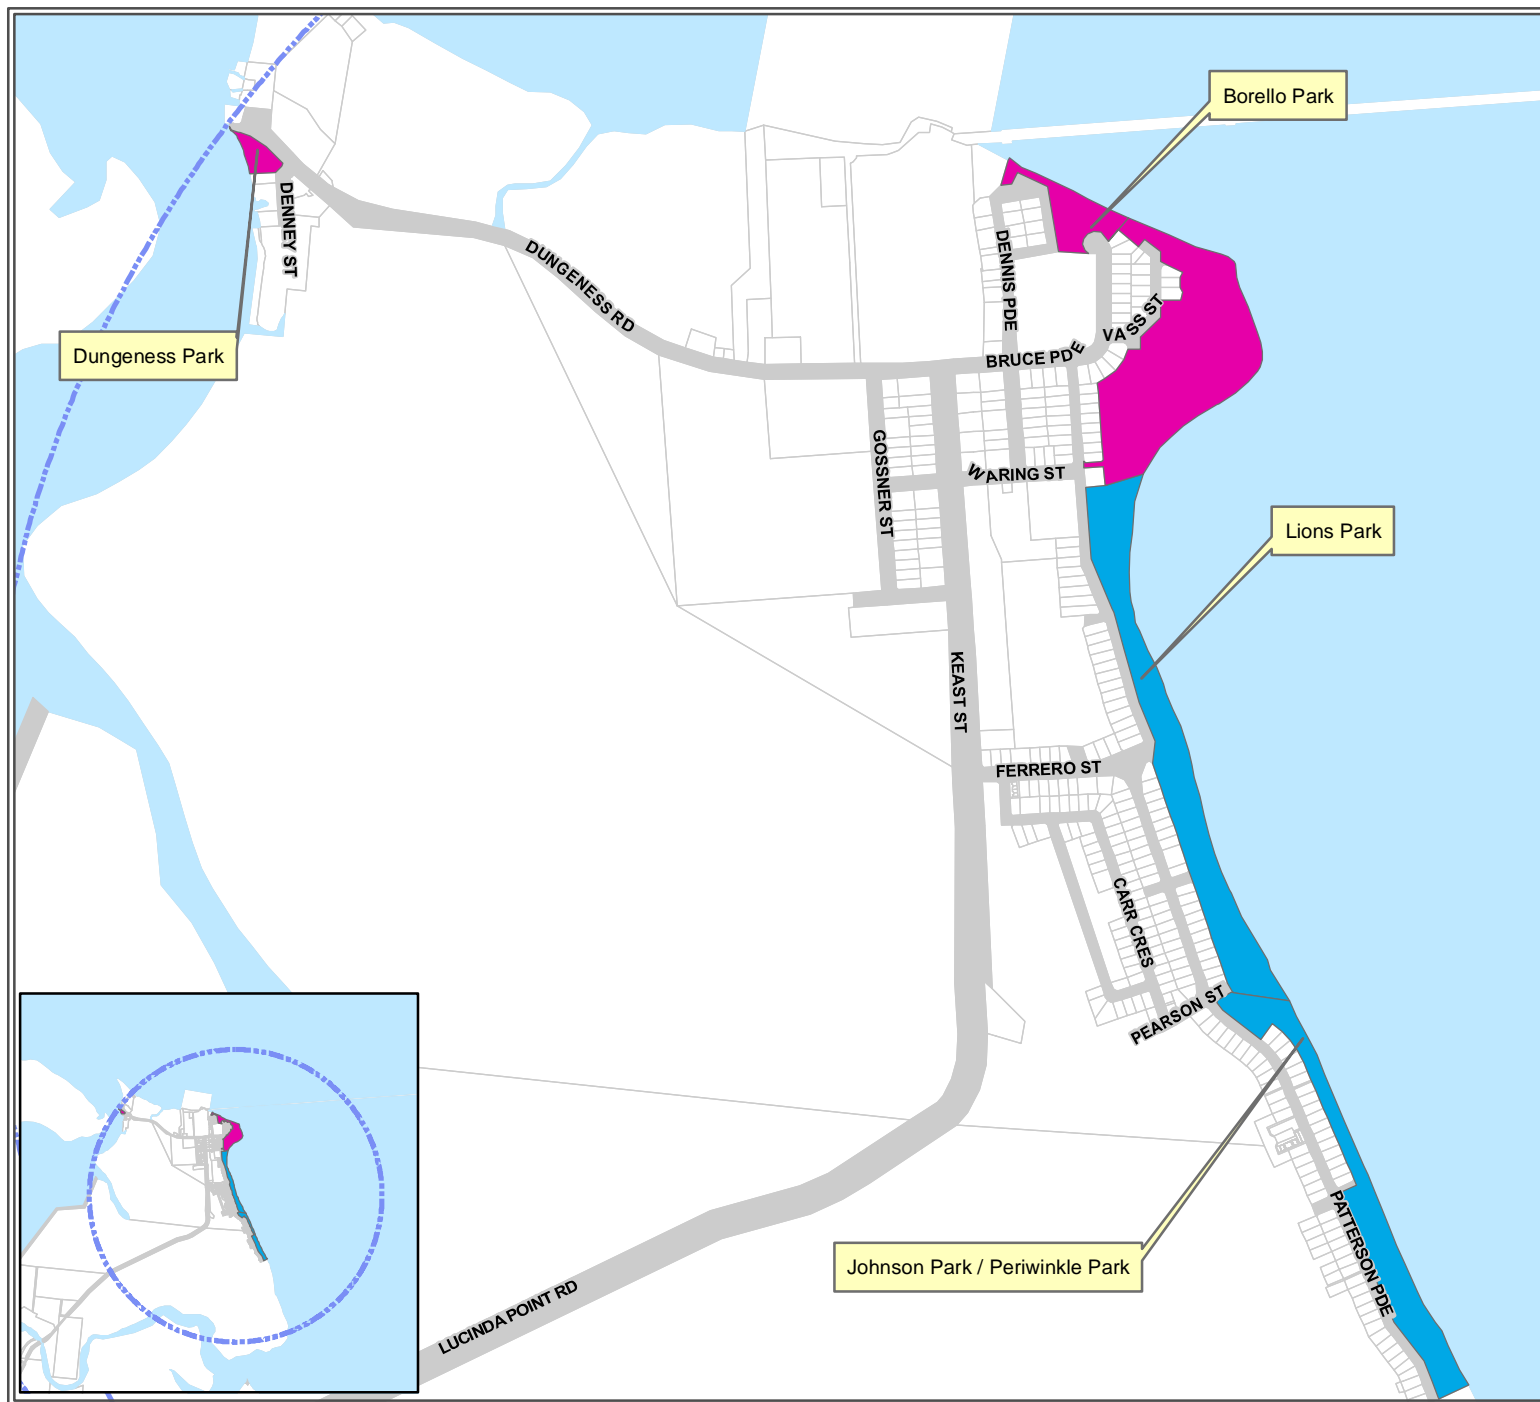 Borello Park
DENNEY ST
DUNGENESS RD
DENNIS PDE
VASS ST
Dungeness Park
BRUCE PDE
GOSSNER ST
WARING ST
Lions Park
KEAST ST
FERRERO ST
CARR CRES
PEARSON ST
PATTERSON PDE
Johnson Park / Periwinkle Park
LUCINDA POINT RD